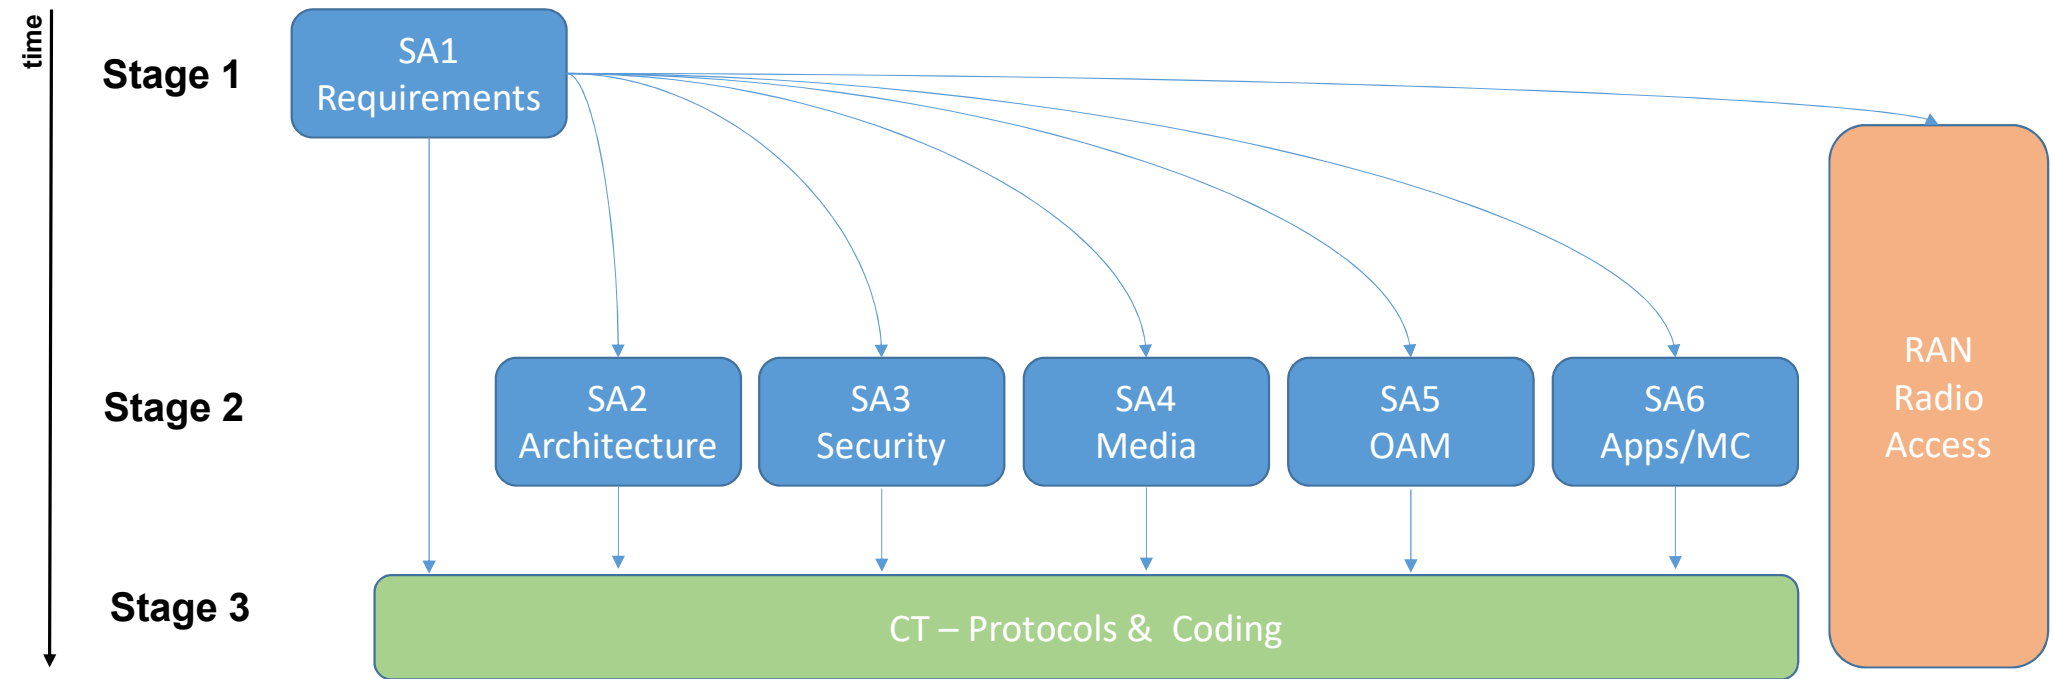 time
Stage 1
SA1
Requirements
Stage 2
SA2
Architecture
SA3
Security
SA4
Media
SA5
OAM
SA6
Apps/MC
RAN
Radio
Access
Stage 3
CT – Protocols & Coding